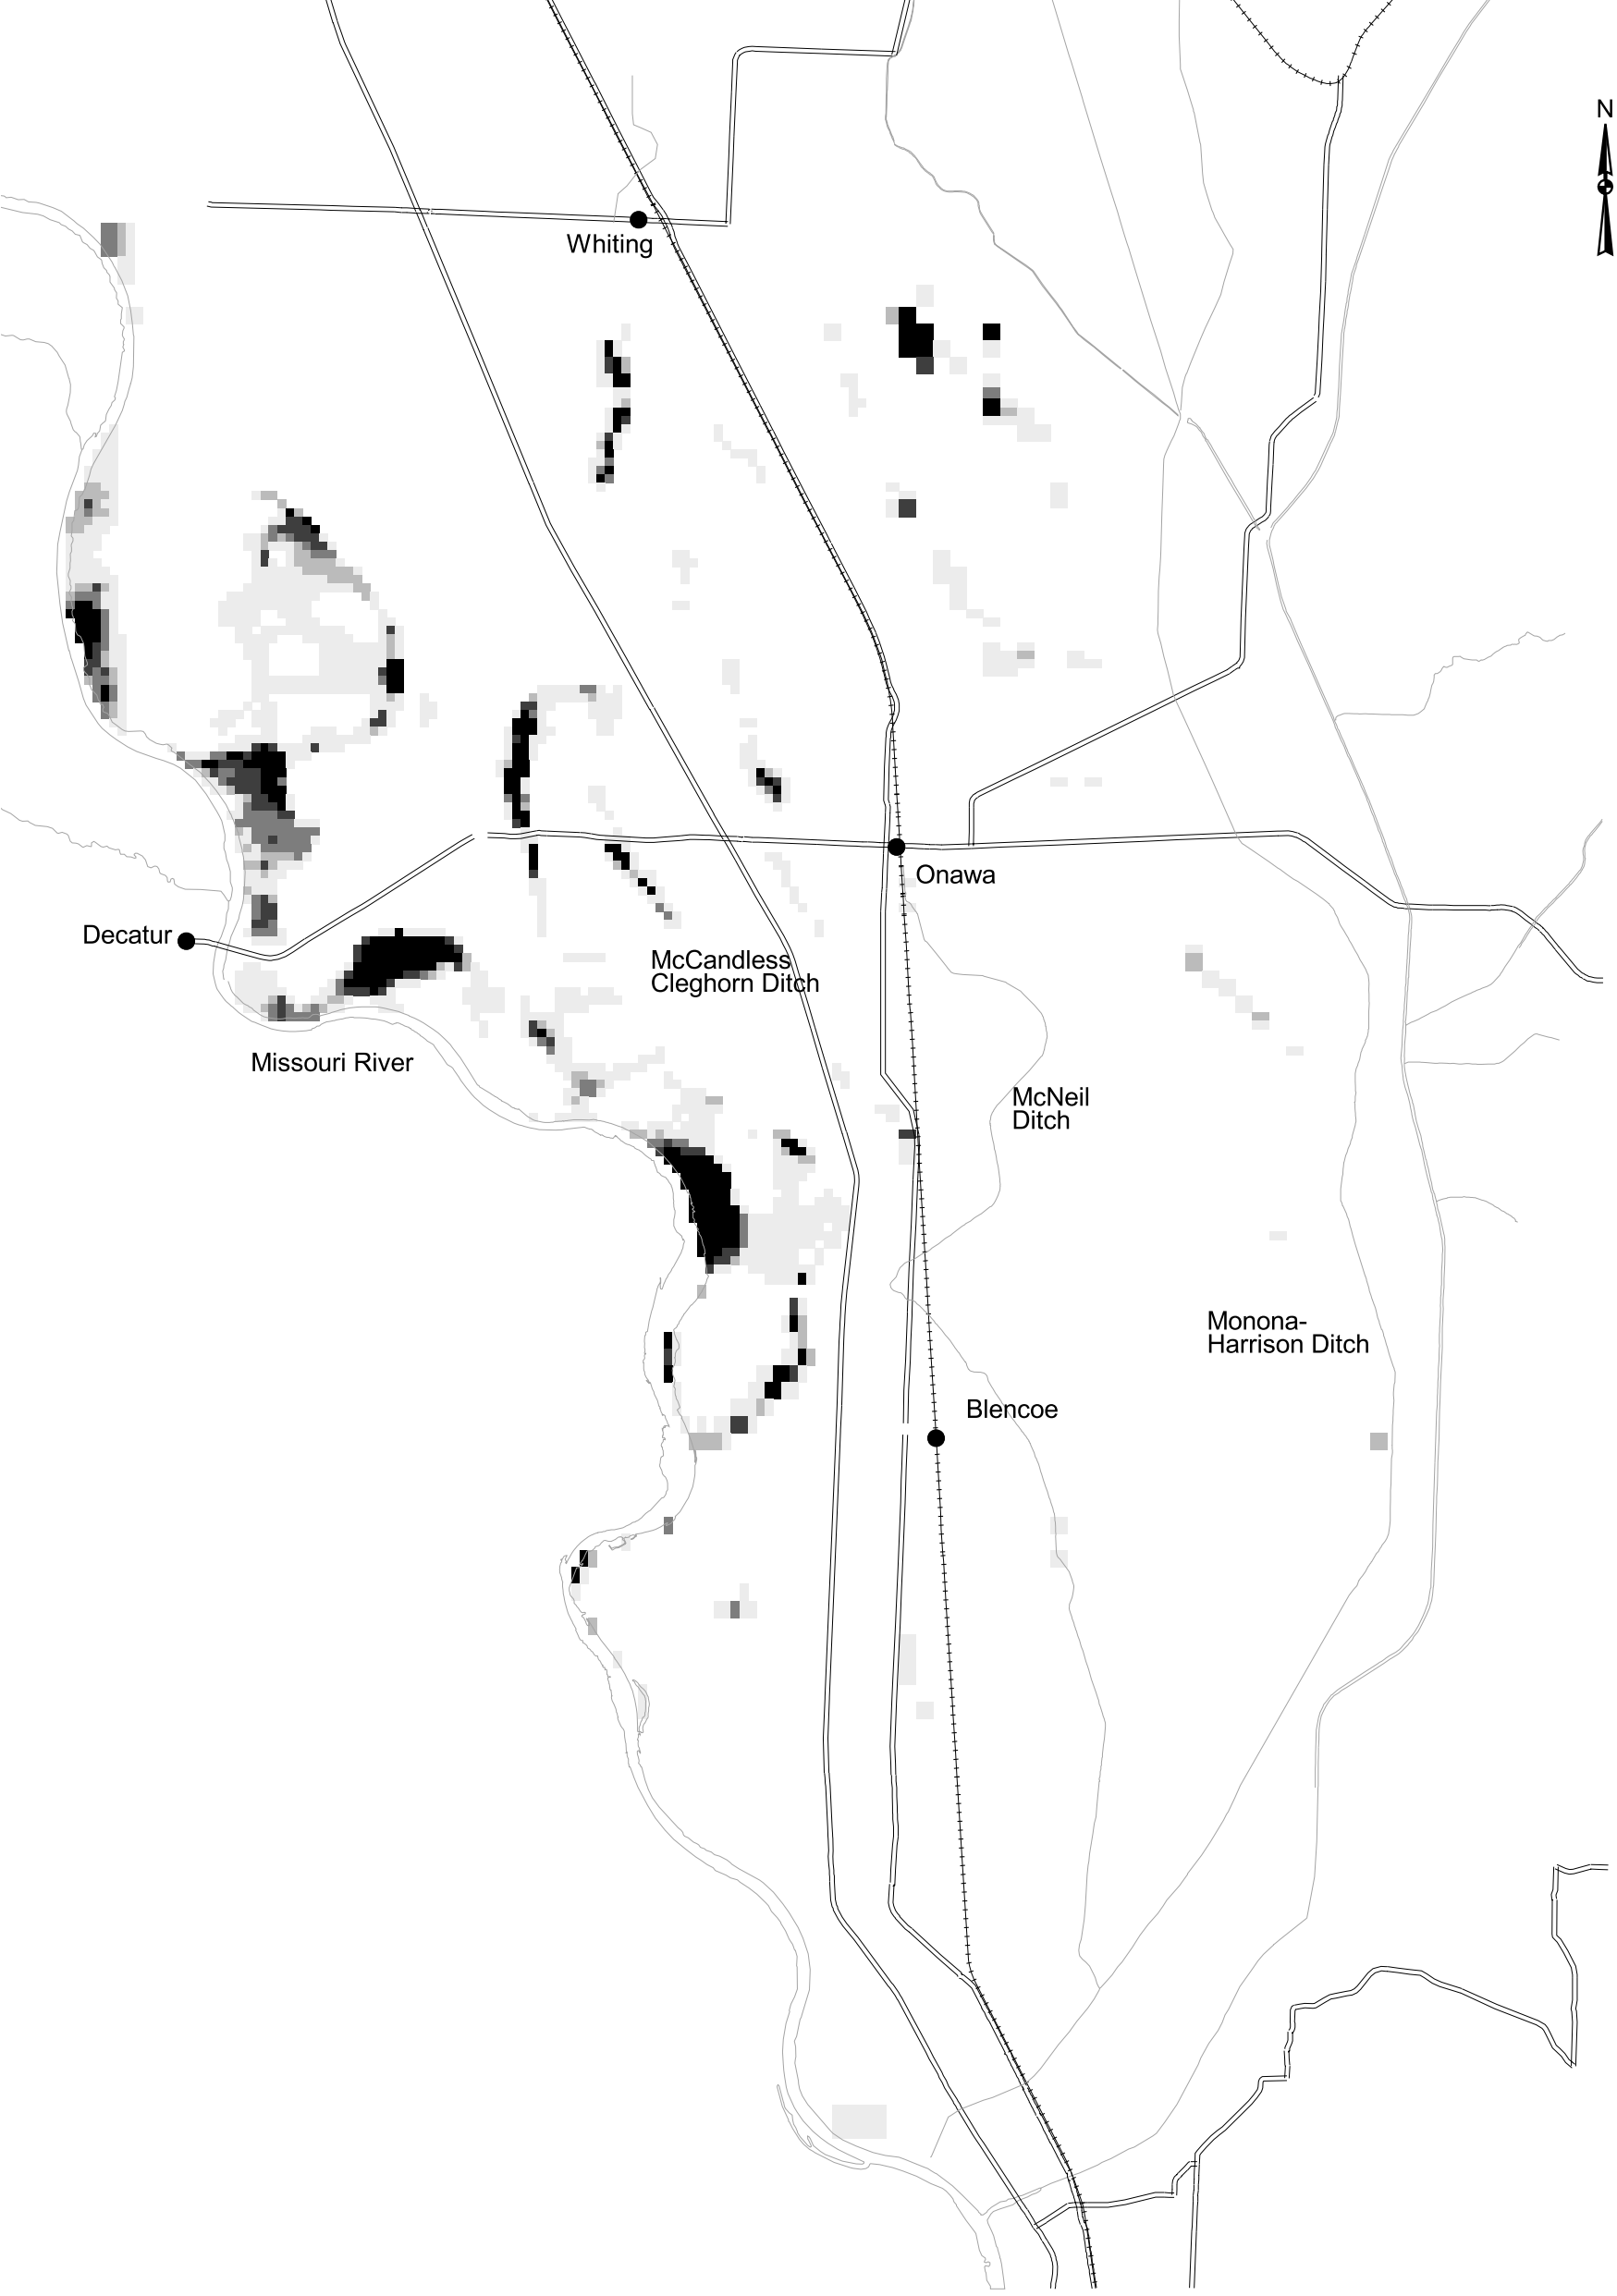 N
Whiting
Onawa
Decatur
McCandless
Cleghorn Ditch
Missouri River
McNeil
Ditch
Monona-
Harrison Ditch
Blencoe